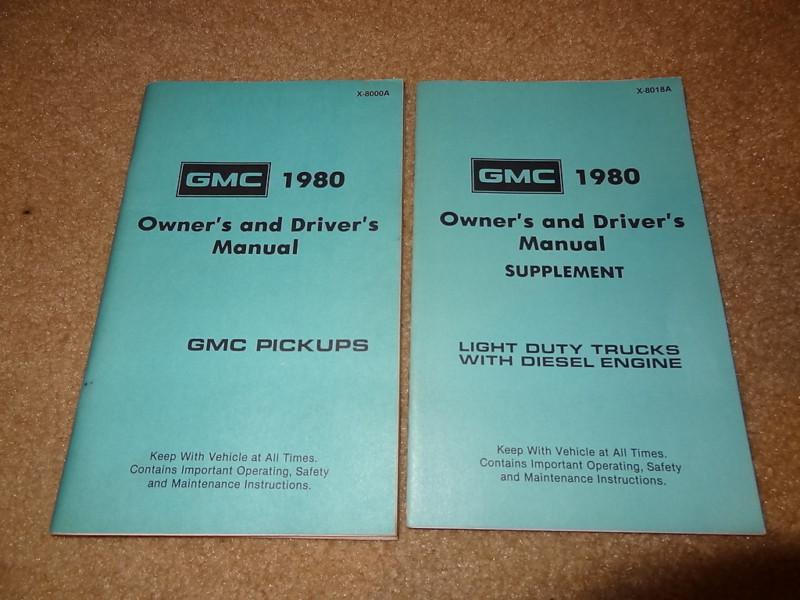 X-8000A
GMC 1980
Owner's and Driver's
Manual
GMC PICKUPS
Keep With Vehicle at All Times.
Contains Important Operating, Safety
and Maintenance Instructions.
X-8018A
GMC 1980
Owner's and Driver's
Manual
SUPPLEMENT
LIGHT DUTY TRUCKS
WITH DIESEL ENGINE
Keep With Vehicle at All Times.
Contains Important Operating, Safety
and Maintenance Instructions.